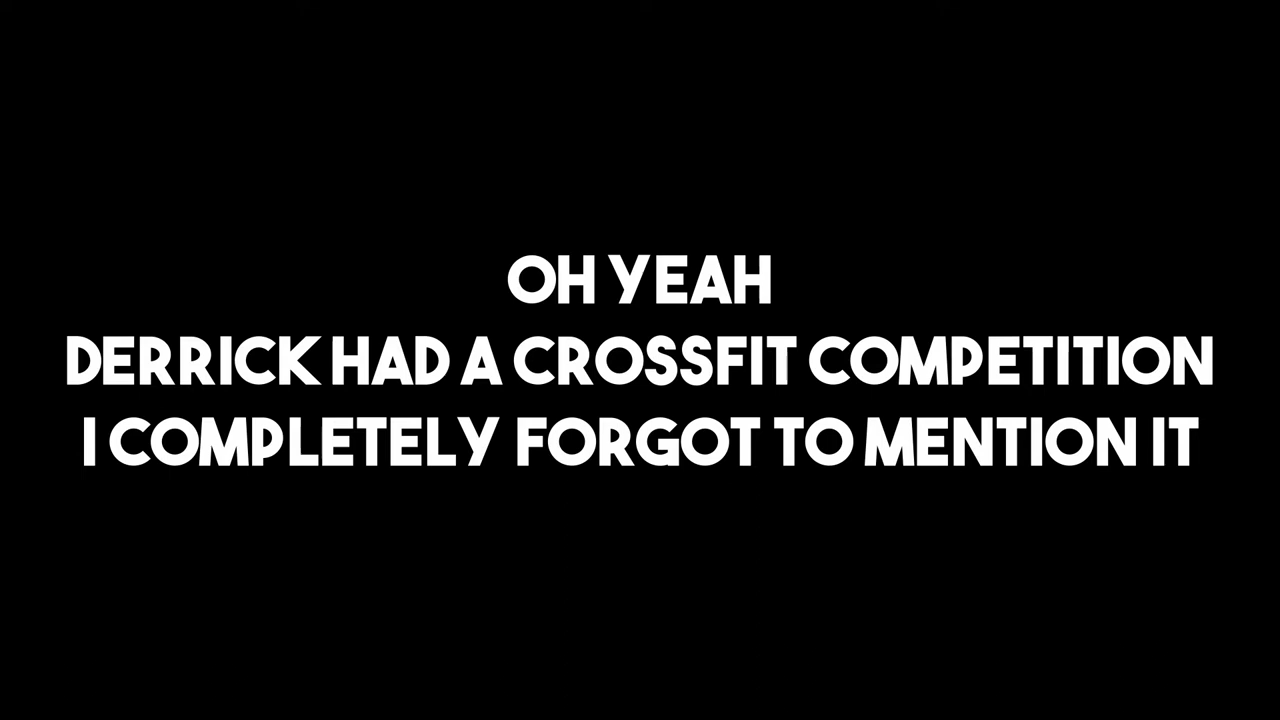 OH YEAH
DERRICK HAD A CROSSFIT COMPETITION
I COMPLETELY FORGOT TO MENTION IT